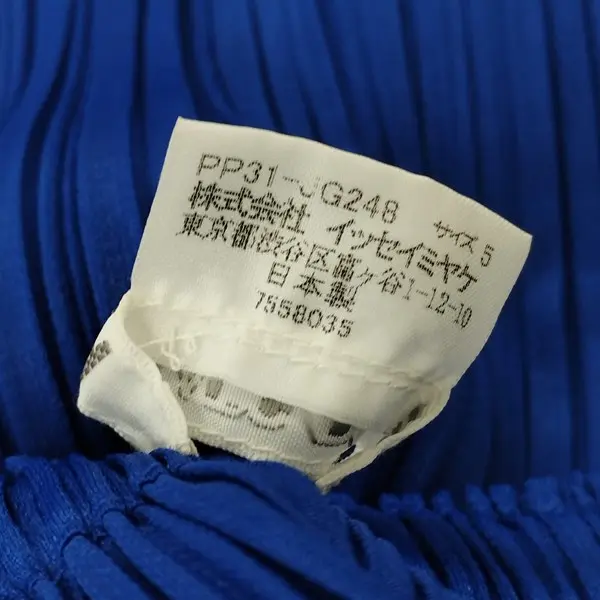 PP31-JG248 サイズ 5
株式会社 イッセイミヤケ
東京都渋谷区富ヶ谷1-12-10
日本製
7558035